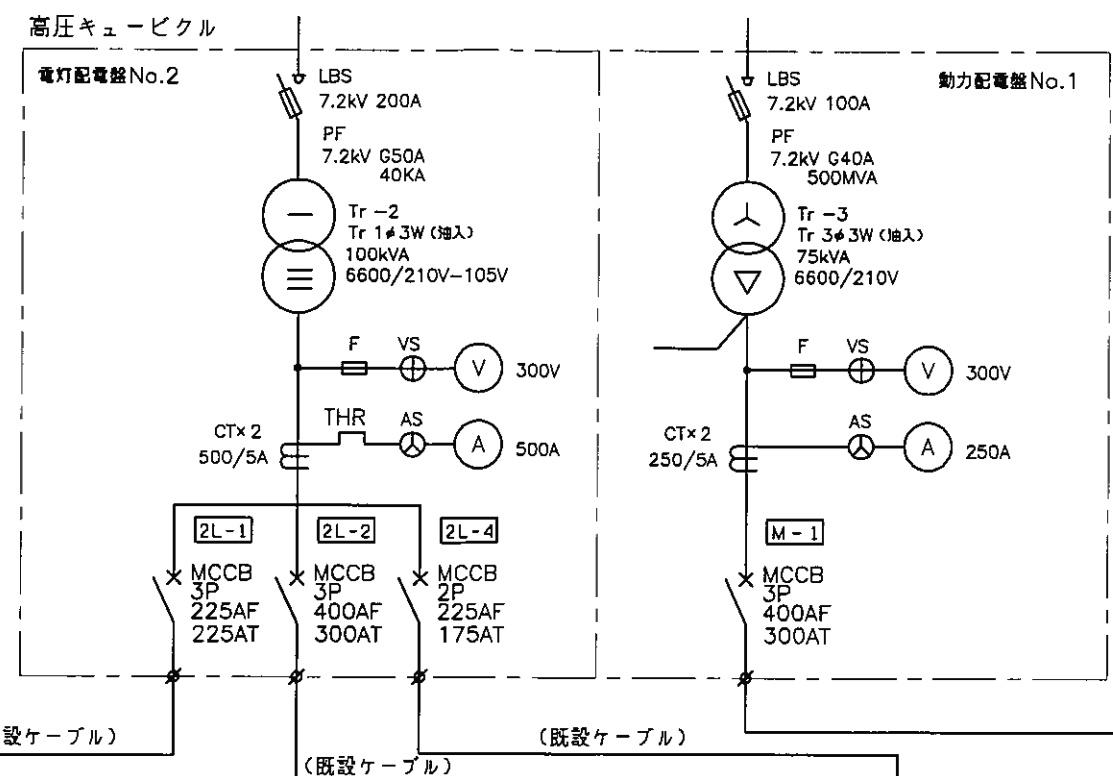 高圧キュービクル
電灯配電盤No.2
LBS
7.2kV 200A
PF
7.2kV G50A
40KA
Tr -2
Tr 1φ3W (油入)
100kVA
6600/210V-105V
F
VS
V
300V
CT×2
500/5A
THR
AS
A
500A
2L-1
MCCB
3P
225AF
225AT
2L-2
MCCB
3P
400AF
300AT
2L-4
MCCB
2P
225AF
175AT
動力配電盤No.1
LBS
7.2kV 100A
PF
7.2kV G40A
500MVA
Tr -3
Tr 3φ3W (油入)
75kVA
6600/210V
F
VS
V
300V
CT×2
250/5A
AS
A
250A
M-1
MCCB
3P
400AF
300AT
設ケーブル)
(既設ケーブル)
(既設ケーブル)